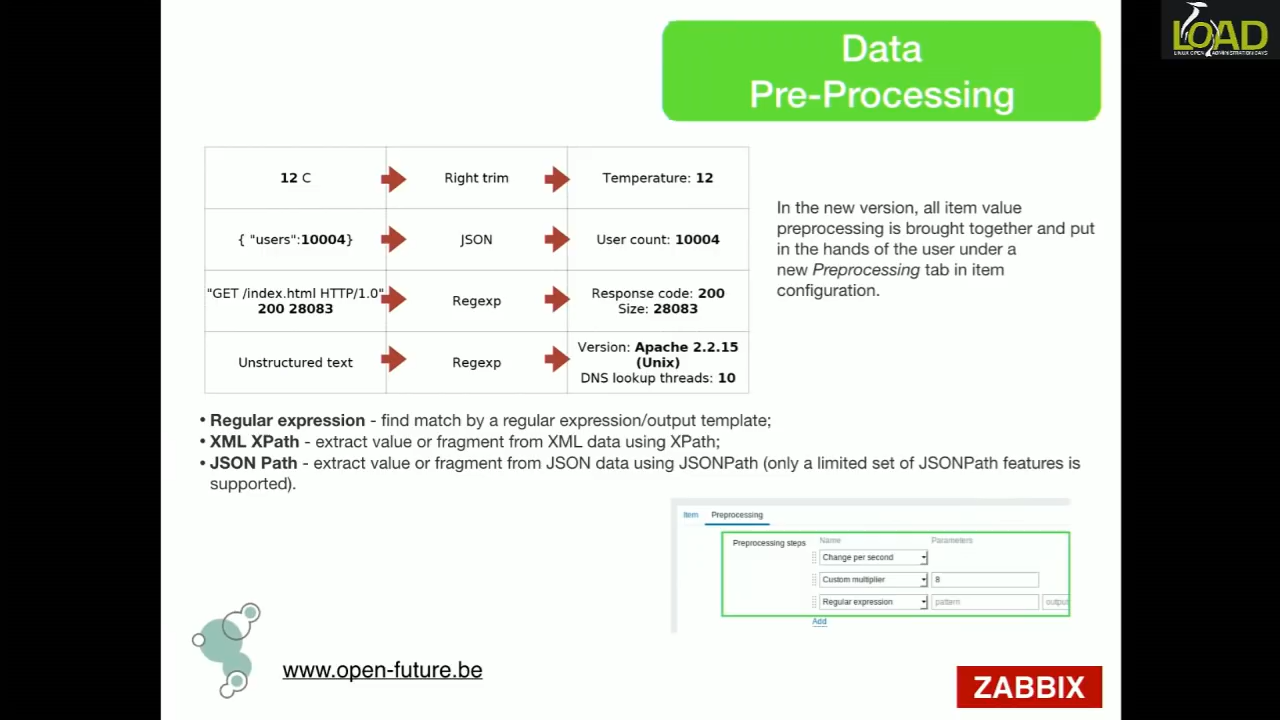 LOAD
LINUX OPEN ADMINISTRATION DAYS
Data
Pre-Processing
12 C
Right trim
Temperature: 12
{ "users":10004}
JSON
User count: 10004
"GET /index.html HTTP/1.0"
200 28083
Regexp
Response code: 200
Size: 28083
Unstructured text
Regexp
Version: Apache 2.2.15
(Unix)
DNS lookup threads: 10
In the new version, all item value
preprocessing is brought together and put
in the hands of the user under a
new Preprocessing tab in item
configuration.
• Regular expression - find match by a regular expression/output template;
• XML XPath - extract value or fragment from XML data using XPath;
• JSON Path - extract value or fragment from JSON data using JSONPath (only a limited set of JSONPath features is
supported).
Item Preprocessing
Preprocessing steps Name Parameters
Change per second
Custom multiplier 8
Regular expression pattern output
Add
www.open-future.be
ZABBIX